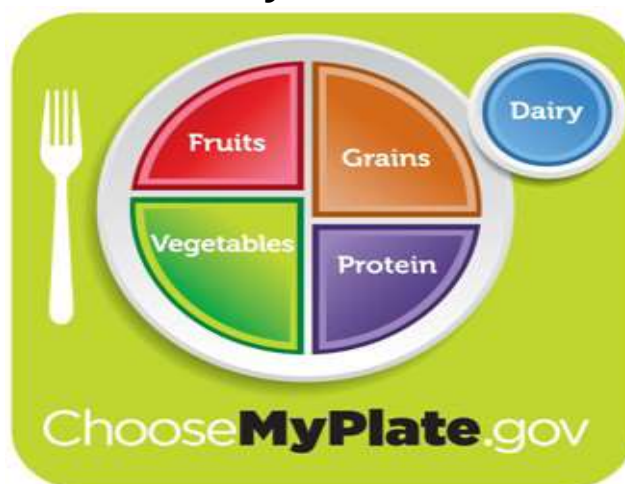 Dairy
Fruits
Grains
Vegetables
Protein
ChooseMyPlate.gov